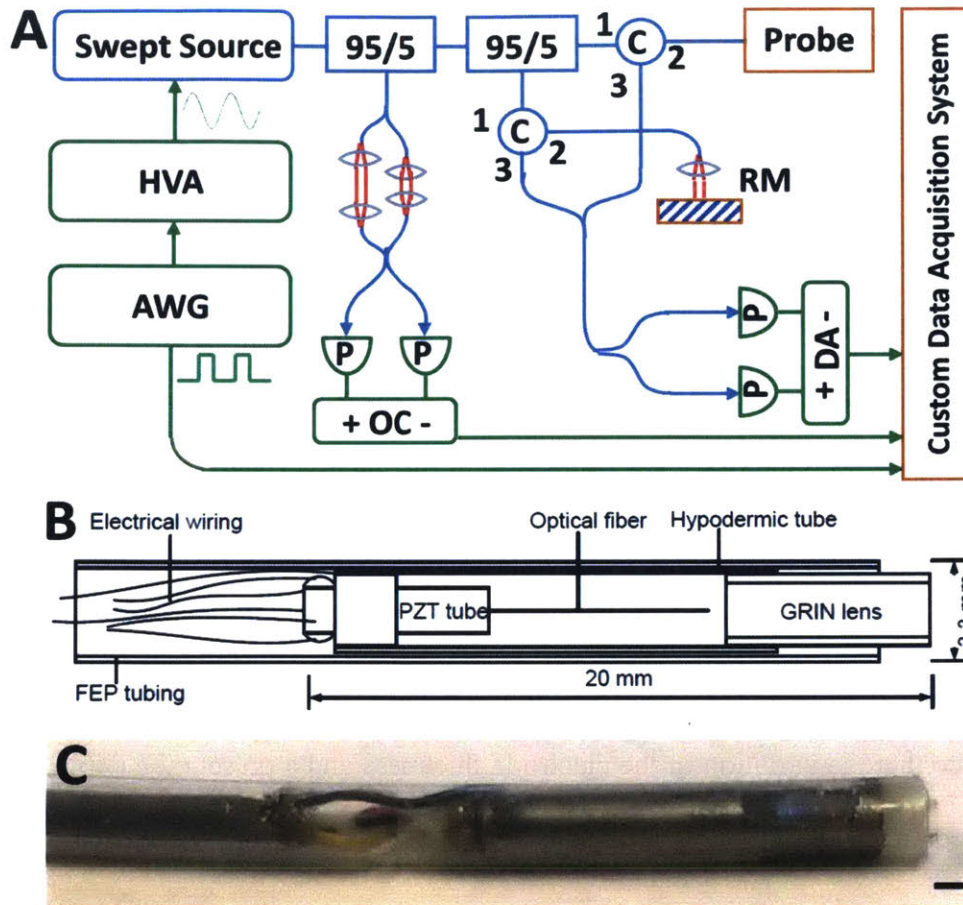 A
Swept Source
95/5
95/5
1
C
2
3
Probe
1
C
2
3
RM
HVA
AWG
P
P
+ OC -
P
P
+ DA -
Custom Data Acquisition System
B
Electrical wiring
Optical fiber
Hypodermic tube
PZT tube
GRIN lens
FEP tubing
20 mm
C